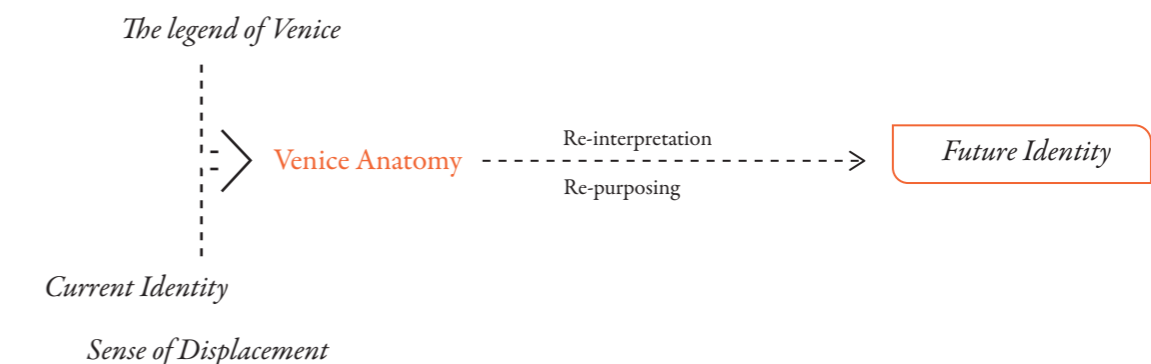 The legend of Venice
Re-interpretation
Venice Anatomy
Future Identity
Re-purposing
Current Identity
Sense of Displacement